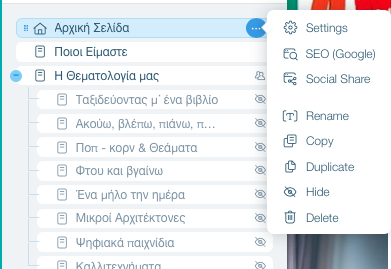 Αρχική Σελίδα
Ποιοι Είμαστε
Η Θεματολογία μας
Ταξιδεύοντας μ΄ ένα βιβλίο
Ακούω, βλέπω, πιάνω, π...
Ποπ - κορν & Θεάματα
Φτου και βγαίνω
Ένα μήλο την ημέρα
Μικροί Αρχιτέκτονες
Ψηφιακά παιχνίδια
Καλλιτεχνήματα
Settings
SEO (Google)
Social Share
Rename
Copy
Duplicate
Hide
Delete